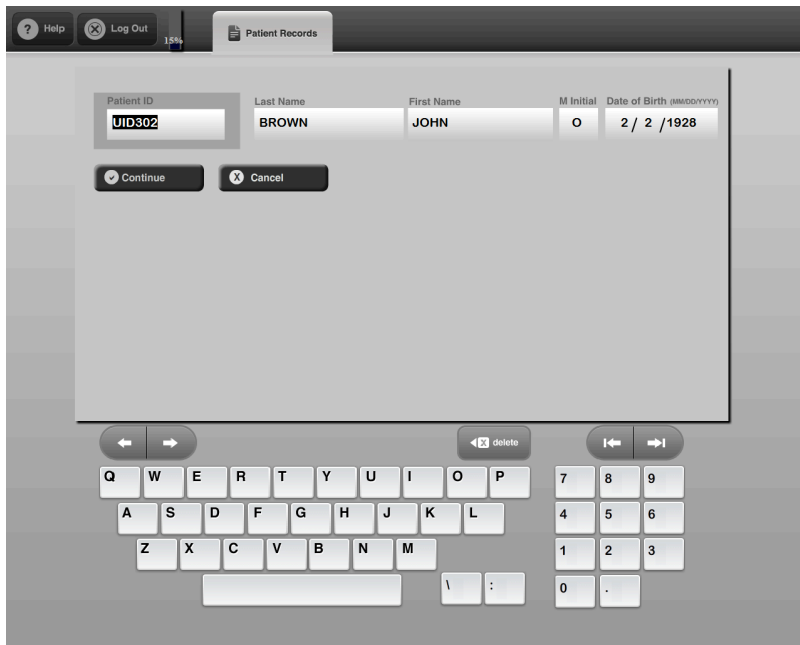 ? Help
X Log Out
15%
Patient Records
Patient ID
Last Name
First Name
M Initial
Date of Birth (MM/DD/YYYY)
UID302
BROWN
JOHN
O
2 / 2 / 1928
Continue
X Cancel
X delete
Q W E R T Y U I O P
7 8 9
A S D F G H J K L
4 5 6
Z X C V B N M
1 2 3
\ :
0 .